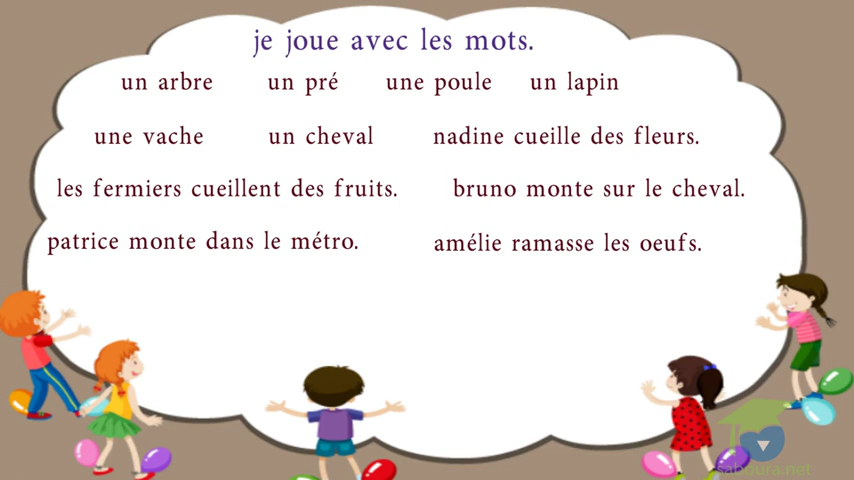 je joue avec les mots.
un arbre un pré une poule un lapin
une vache un cheval nadine cueille des fleurs.
les fermiers cueillent des fruits. bruno monte sur le cheval.
patrice monte dans le métro. amélie ramasse les oeufs.
saboura.net